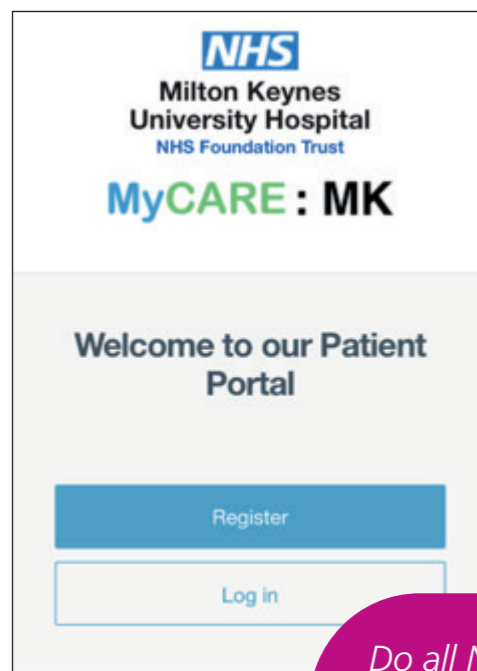 NHS
Milton Keynes
University Hospital
NHS Foundation Trust
MyCARE : MK
Welcome to our Patient
Portal
Register
Log in
Do all